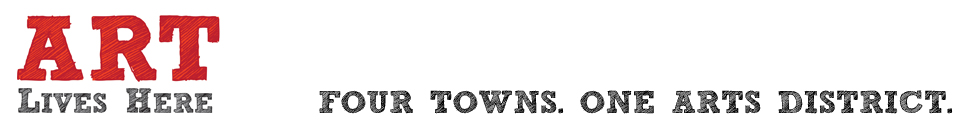 ART
LIVES HERE
FOUR TOWNS. ONE ARTS DISTRICT.